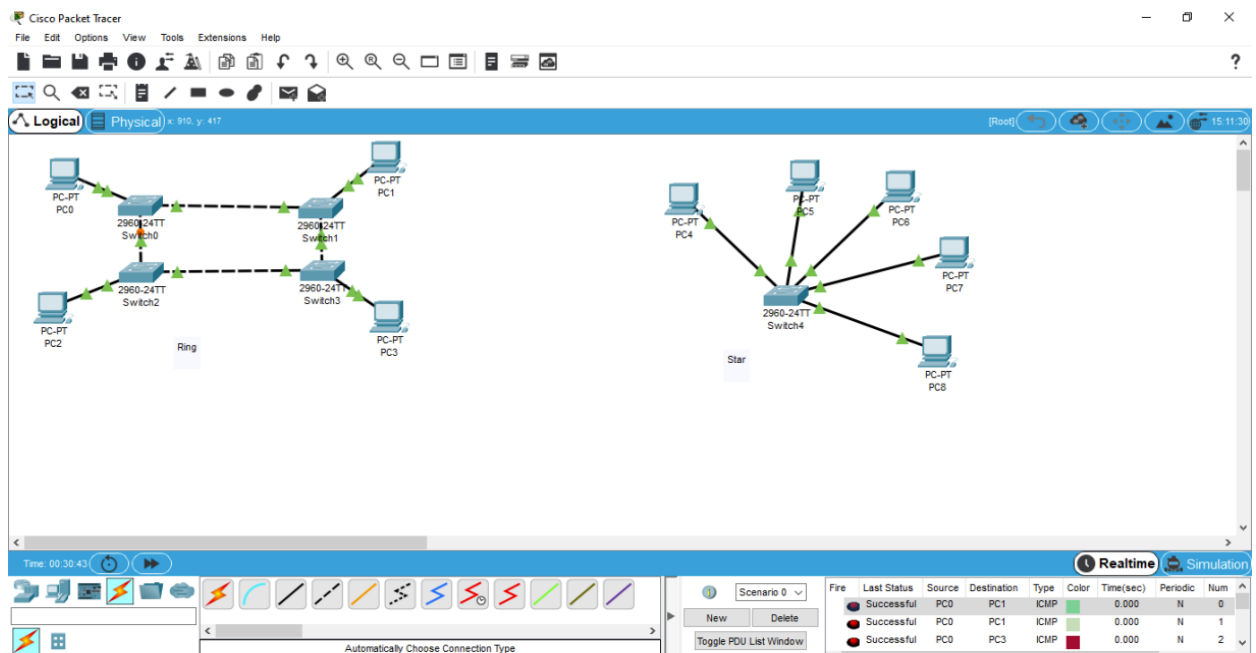 Cisco Packet Tracer
File Edit Options View Tools Extensions Help
?
Logical Physical x: 910, y: 417 [Root] 15:11:30
PC-PT
PC0
PC-PT
PC1
2960-24TT
Switch0
2960-24TT
Switch1
2960-24TT
Switch2
2960-24TT
Switch3
PC-PT
PC2
PC-PT
PC3
Ring
PC-PT
PC4
PC-PT
PC5
PC-PT
PC6
PC-PT
PC7
2960-24TT
Switch4
PC-PT
PC8
Star
Time: 00:30:43 Realtime Simulation
Scenario 0
New Delete
Toggle PDU List Window
Automatically Choose Connection Type
Fire Last Status Source Destination Type Color Time(sec) Periodic Num
Successful PC0 PC1 ICMP 0.000 N 0
Successful PC0 PC1 ICMP 0.000 N 1
Successful PC0 PC3 ICMP 0.000 N 2